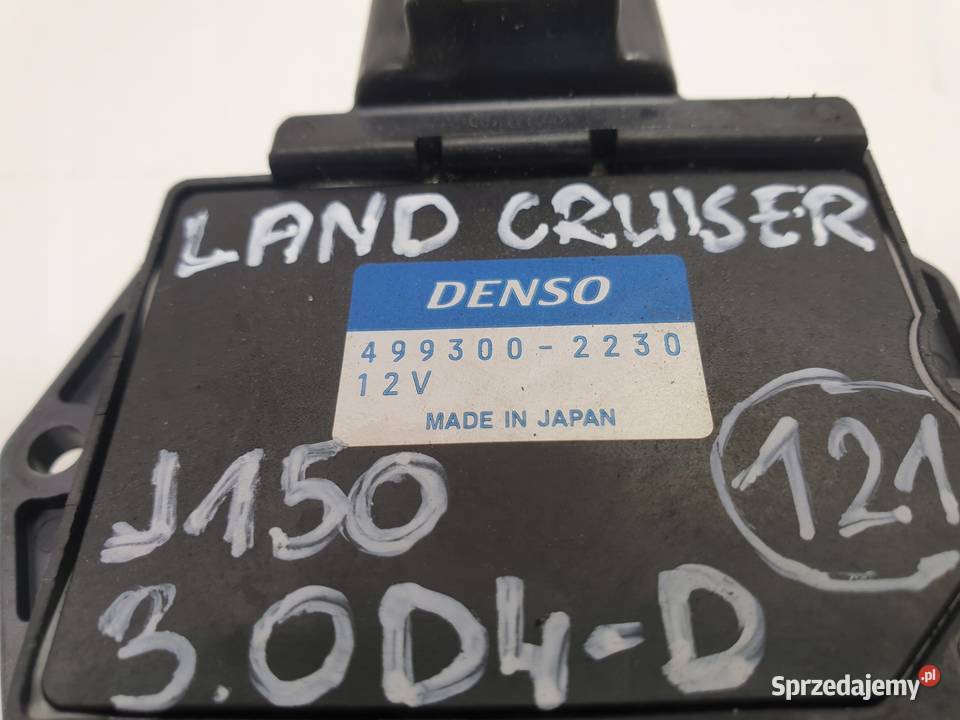 LAND CRUISER
DENSO
499300-2230
12V
MADE IN JAPAN
J150
121
3.0D4-D
Sprzedajemy.pl